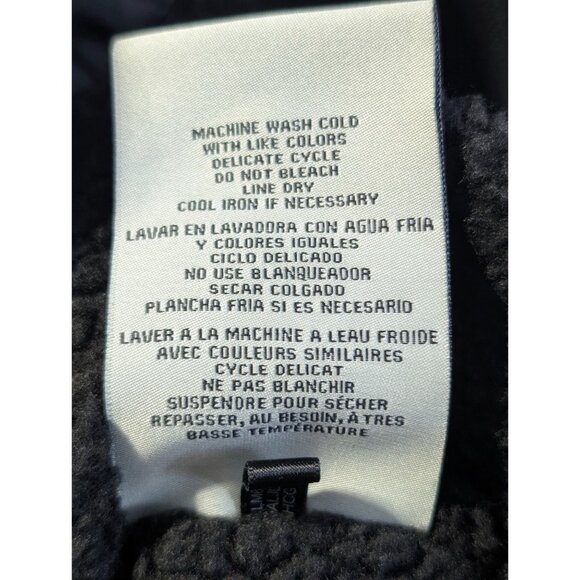 MACHINE WASH COLD
WITH LIKE COLORS
DELICATE CYCLE
DO NOT BLEACH
LINE DRY
COOL IRON IF NECESSARY
LAVAR EN LAVADORA CON AGUA FRIA
Y COLORES IGUALES
CICLO DELICADO
NO USE BLANQUEADOR
SECAR COLGADO
PLANCHA FRIA SI ES NECESARIO
LAVER A LA MACHINE A LEAU FROIDE
AVEC COULEURS SIMILAIRES
CYCLE DELICAT
NE PAS BLANCHIR
SUSPENDRE POUR SÉCHER
REPASSER, AU BESOIN, À TRES
BASSE TEMPÉRATURE